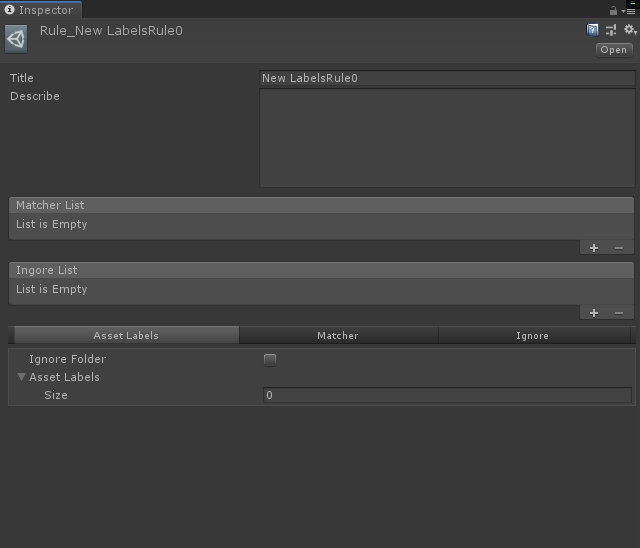 Inspector
Rule_New LabelsRule0
Open
Title New LabelsRule0
Describe
Matcher List
List is Empty
+ −
Ingore List
List is Empty
+ −
Asset Labels Matcher Ignore
Ignore Folder
Asset Labels
Size 0